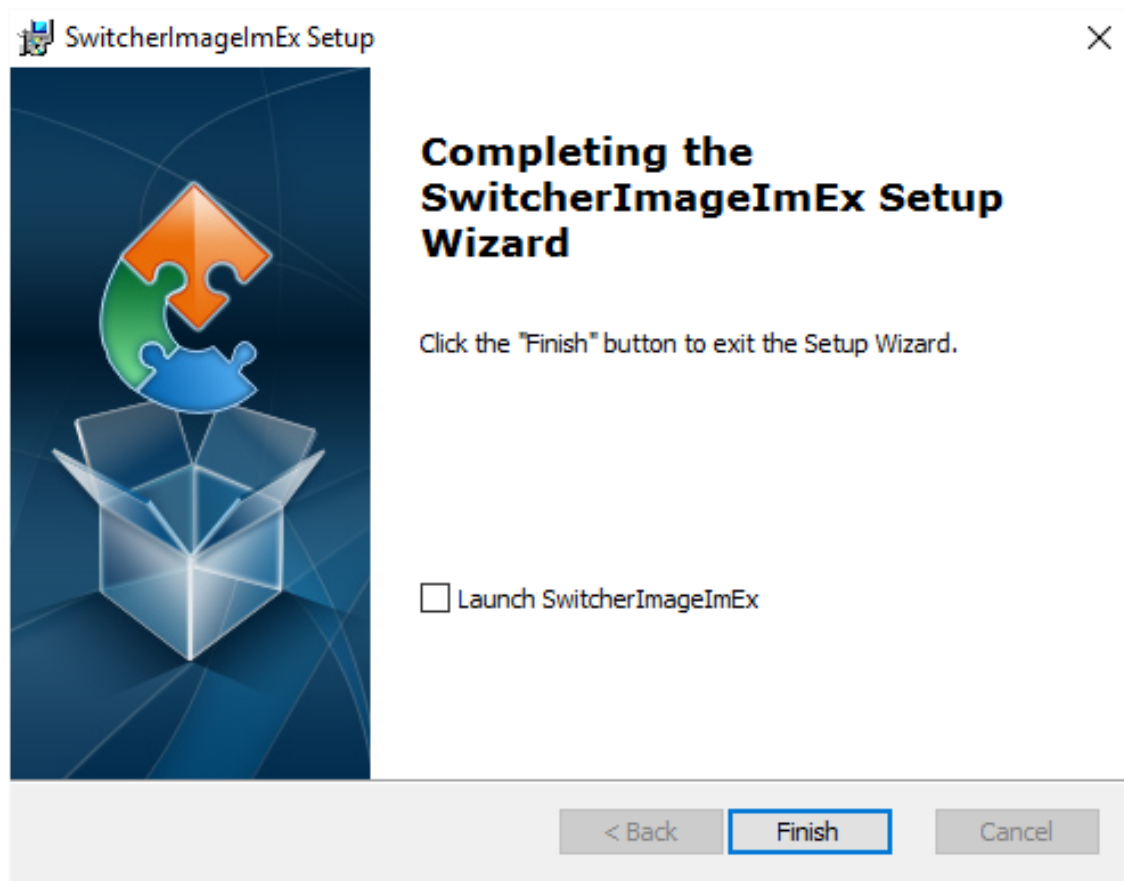 SwitcherImageImEx Setup
Completing the
SwitcherImageImEx Setup
Wizard
Click the "Finish" button to exit the Setup Wizard.
Launch SwitcherImageImEx
< Back Finish Cancel